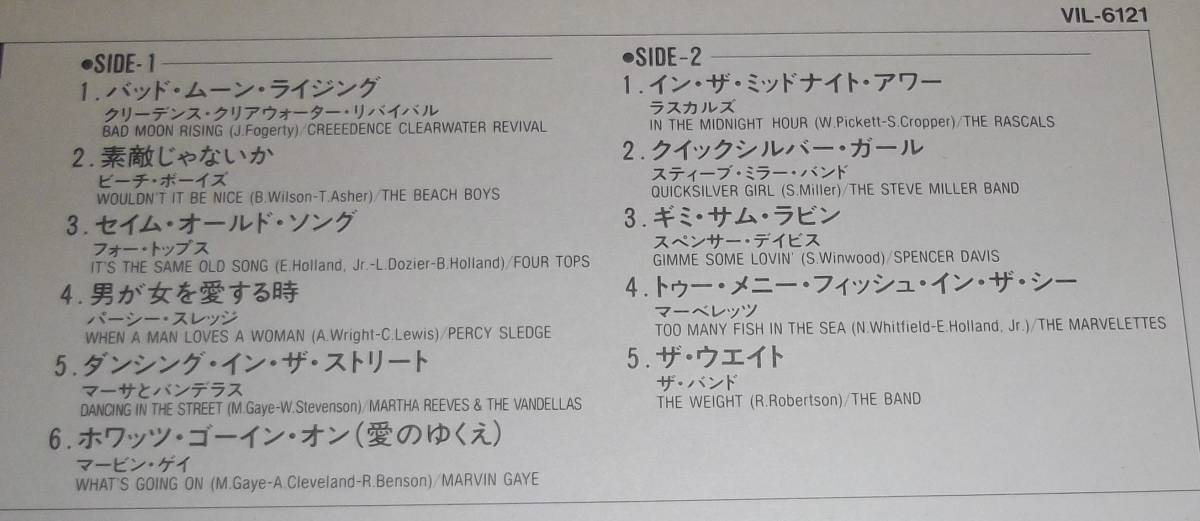 VIL-6121
●SIDE-1
1.バッド・ムーン・ライジング
クリーデンス・クリアウォーター・リバイバル
BAD MOON RISING (J.Fogerty)/CREEEDENCE CLEARWATER REVIVAL
2.素敵じゃないか
ビーチ・ボーイズ
WOULDN'T IT BE NICE (B.Wilson-T.Asher)/THE BEACH BOYS
3.セイム・オールド・ソング
フォー・トップス
IT'S THE SAME OLD SONG (E.Holland, Jr.-L.Dozier-B.Holland)/FOUR TOPS
4.男が女を愛する時
パーシー・スレッジ
WHEN A MAN LOVES A WOMAN (A.Wright-C.Lewis)/PERCY SLEDGE
5.ダンシング・イン・ザ・ストリート
マーサとバンデラス
DANCING IN THE STREET (M.Gaye-W.Stevenson)/MARTHA REEVES & THE VANDELLAS
6.ホワッツ・ゴーイン・オン(愛のゆくえ)
マービン・ゲイ
WHAT'S GOING ON (M.Gaye-A.Cleveland-R.Benson)/MARVIN GAYE
●SIDE-2
1.イン・ザ・ミッドナイト・アワー
ラスカルズ
IN THE MIDNIGHT HOUR (W.Pickett-S.Cropper)/THE RASCALS
2.クイックシルバー・ガール
スティーブ・ミラー・バンド
QUICKSILVER GIRL (S.Miller)/THE STEVE MILLER BAND
3.ギミ・サム・ラビン
スペンサー・デイビス
GIMME SOME LOVIN' (S.Winwood)/SPENCER DAVIS
4.トゥー・メニー・フィッシュ・イン・ザ・シー
マーベレッツ
TOO MANY FISH IN THE SEA (N.Whitfield-E.Holland, Jr.)/THE MARVELETTES
5.ザ・ウエイト
ザ・バンド
THE WEIGHT (R.Robertson)/THE BAND